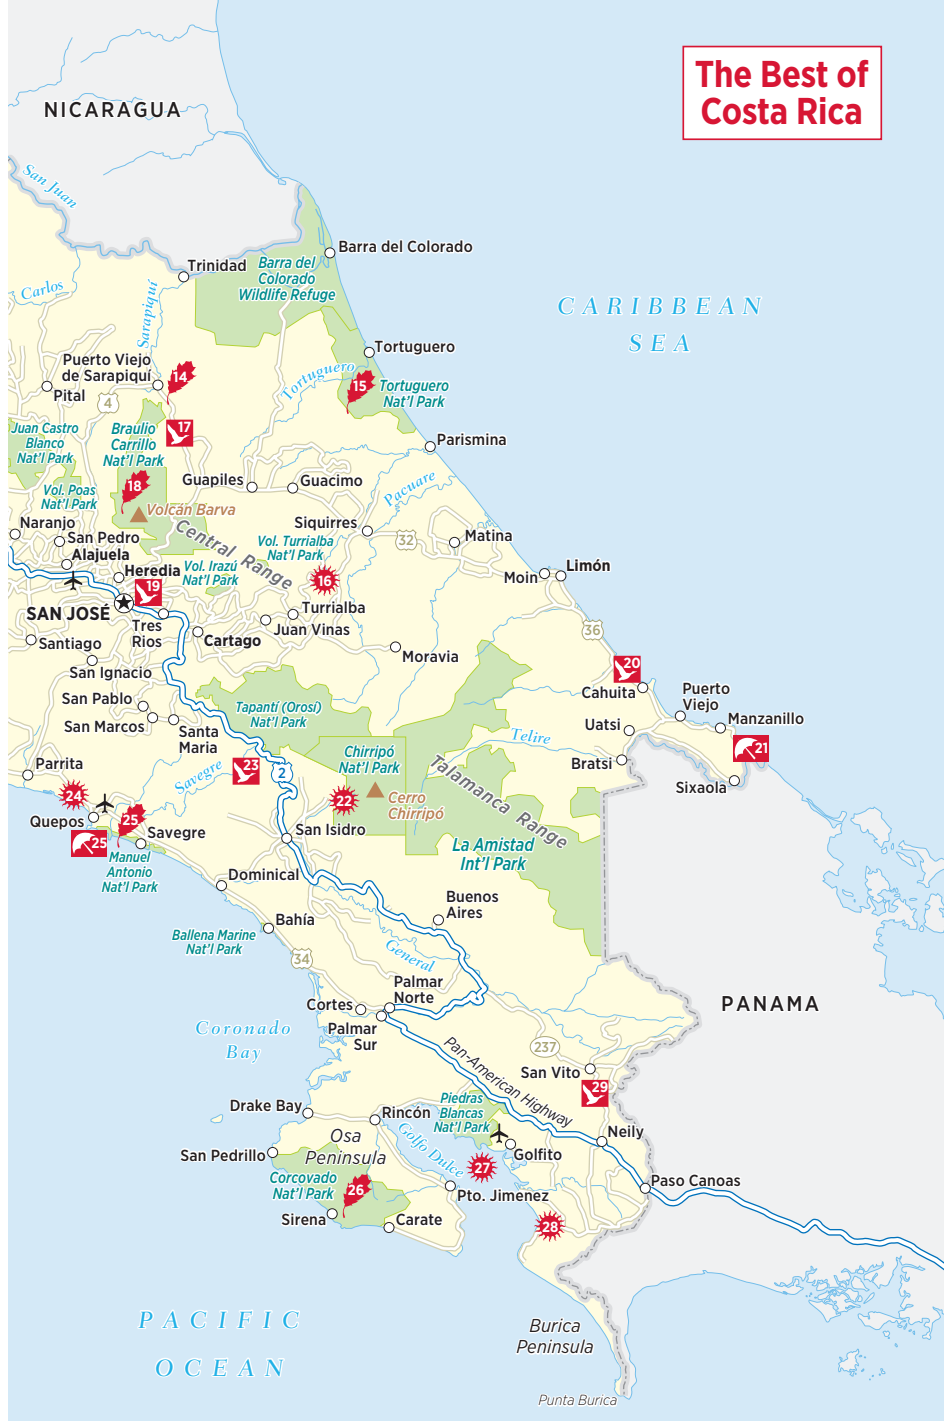 The Best of
Costa Rica
NICARAGUA
San Juan
Barra del Colorado
Trinidad
Barra del
Colorado
Wildlife Refuge
Carlos
Sarapiquí
CARIBBEAN
SEA
Tortuguero
Puerto Viejo
de Sarapiquí
14
Tortuguero
15
Tortuguero
Nat'l Park
Pital
4
Juan Castro
Blanco
Nat'l Park
Braulio
Carrillo
Nat'l Park
17
Parismina
Vol. Poas
Nat'l Park
18
Guapiles
Guacimo
Pacuare
Volcán Barva
Naranjo
San Pedro
Alajuela
Central Range
Siquirres
32
Matina
Vol. Turrialba
Nat'l Park
Heredia
Vol. Irazú
Nat'l Park
16
Moin
Limón
19
SAN JOSÉ
Tres
Rios
Turrialba
Juan Vinas
Cartago
36
Santiago
San Ignacio
Moravia
20
Cahuita
San Pablo
San Marcos
Santa
Maria
Tapantí (Orosí)
Nat'l Park
Puerto
Viejo
Manzanillo
Uatsi
Telire
21
Bratsi
Sixaola
Parrita
Savegre
23
2
Chirripó
Nat'l Park
Talamanca Range
24
22
Cerro
Chirripó
Quepos
25
25
Savegre
San Isidro
Manuel
Antonio
Nat'l Park
La Amistad
Int'l Park
Dominical
Buenos
Aires
Bahía
Ballena Marine
Nat'l Park
34
General
Palmar
Norte
Cortes
Palmar
Sur
PANAMA
Coronado
Bay
Pan-American Highway
237
San Vito
29
Drake Bay
Rincón
Piedras
Blancas
Nat'l Park
Neily
Osa
Peninsula
Golfo Dulce
Golfito
San Pedrillo
27
Corcovado
Nat'l Park
26
Pto. Jimenez
Paso Canoas
Sirena
Carate
28
PACIFIC
OCEAN
Burica
Peninsula
Punta Burica